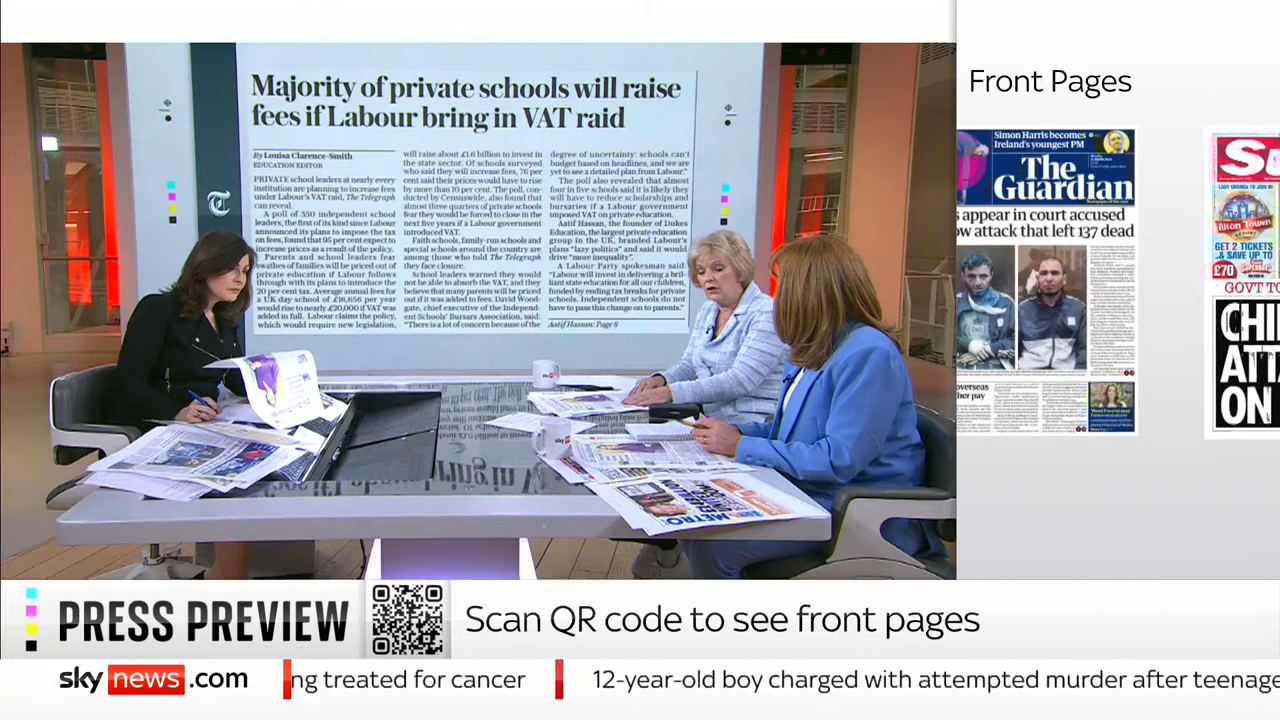 Majority of private schools will raise
fees if Labour bring in VAT raid
By Louisa Clarence-Smith
EDUCATION EDITOR
PRIVATE school leaders at nearly every
institution are planning to increase fees
under Labour's VAT raid, The Telegraph
can reveal.
A poll of 350 independent school
leaders, the first of its kind since Labour
announced its plans to impose the tax
on fees, found that 95 per cent expect to
increase prices as a result of the policy.
Parents and school leaders fear
swathes of families will be priced out of
private education if Labour follows
through with its plans to introduce the
20 per cent tax. Average annual fees for
a UK day school of £16,656 per year
would rise to nearly £20,000 if VAT was
added in full. Labour claims the policy,
which would require new legislation,
will raise about £1.6 billion to invest in
the state sector. Of schools surveyed
who said they will increase fees, 76 per
cent said their prices would have to rise
by more than 10 per cent. The poll, con-
ducted by Censuswide, also found that
almost three quarters of private schools
fear they would be forced to close in the
next five years if a Labour government
introduced VAT.
Faith schools, family-run schools and
special schools around the country are
among those who told The Telegraph
they face closure.
School leaders warned they would
not be able to absorb the VAT, and they
believe that many parents will be priced
out if it was added to fees. David Wood-
gate, chief executive of the Independ-
ent Schools' Bursars Association, said:
"There is a lot of concern because of the
degree of uncertainty: schools can't
budget based on headlines, and we are
yet to see a detailed plan from Labour."
The poll also revealed that almost
four in five schools said it is likely they
will have to reduce scholarships and
bursaries if a Labour government
imposed VAT on private education.
Aatif Hassan, the founder of Dukes
Education, the largest private education
group in the UK, branded Labour's
plans "lazy politics" and said it would
drive "more inequality".
A Labour Party spokesman said:
"Labour will invest in delivering a bril-
liant state education for all our children,
funded by ending tax breaks for private
schools. Independent schools do not
have to pass this change on to parents."
Aatif Hassan: Page 8
Front Pages
Simon Harris becomes
Ireland's youngest PM
The
Guardian
s appear in court accused
ow attack that left 137 dead
overseas
her pay
LAST CHANCE TO JOIN IN
Alton Towers
GET 2 TICKETS
& SAVE UP TO
£70
GOVT TO
CHI
ATTA
ON
METRO
PRESS PREVIEW
Scan QR code to see front pages
sky news.com
ng treated for cancer
12-year-old boy charged with attempted murder after teenage